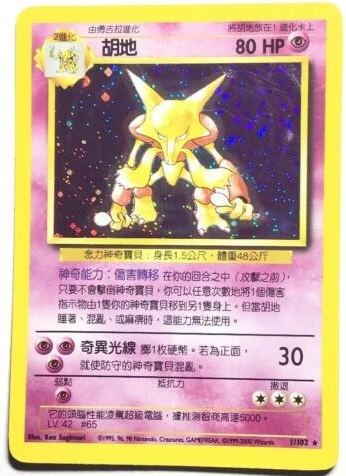 由勇吉拉進化
將胡地放在1進化卡上
2進化
胡地
80 HP
念力神奇寶貝:身長1.5公尺,體重48公斤
神奇能力:傷害轉移 在你的回合之中(攻擊之前),
只要不會擊倒神奇寶貝,你可以任意次數地將1個傷害
指示物由1隻你的神奇寶貝移到另1隻身上。但當胡地
睡著、混亂、或麻痹時,這能力無法使用。
奇異光線 擲1枚硬幣。若為正面,
就使防守的神奇寶貝混亂。
30
弱點
抵抗力
撤退
它的頭腦性能凌駕超級電腦,據推測智商高達5000。
LV. 42 #65
Illus. Ken Sugimori
©1995, 96, 98 Nintendo, Creatures, GAMEFREAK. ©1999-2000 Wizards.
1/102 ★